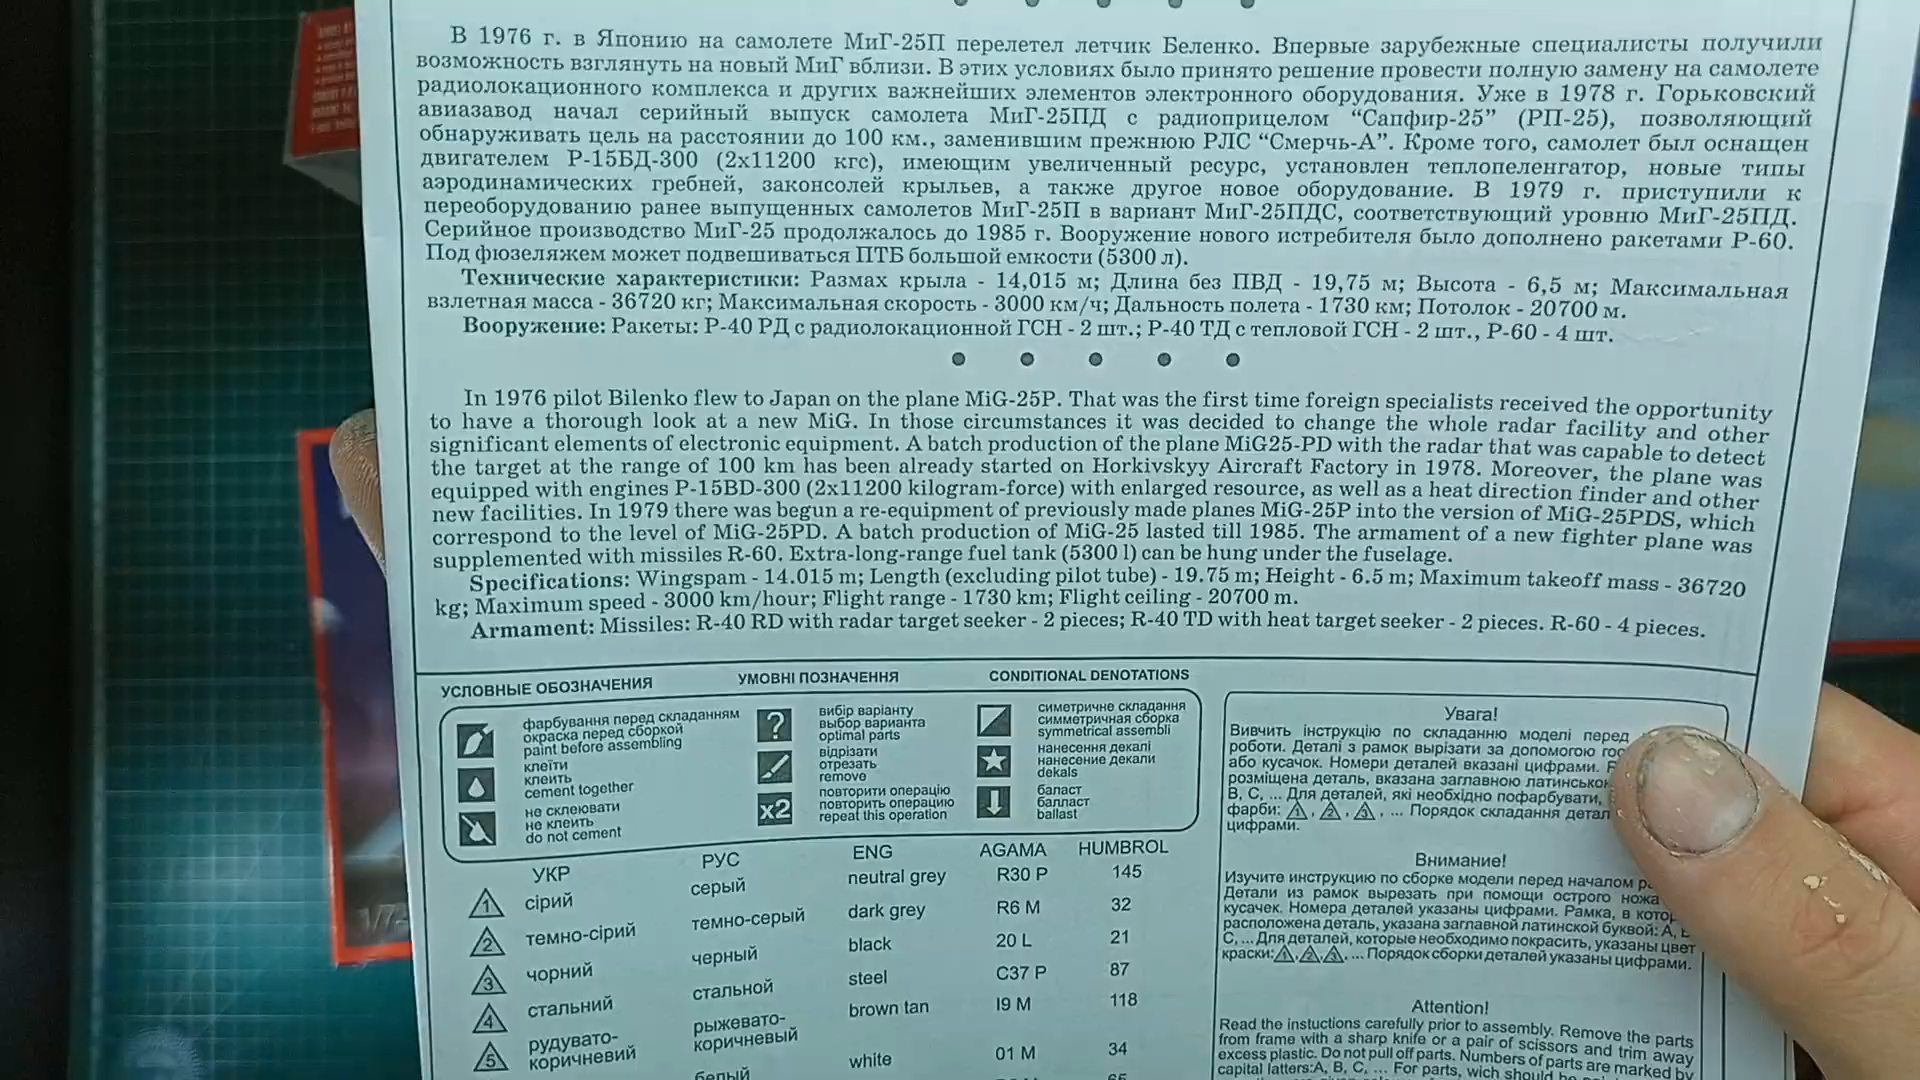 В 1976 г. в Японию на самолете МиГ-25П перелетел летчик Беленко. Впервые зарубежные специалисты получили
возможность взглянуть на новый МиГ вблизи. В этих условиях было принято решение провести полную замену на самолете
радиолокационного комплекса и других важнейших элементов электронного оборудования. Уже в 1978 г. Горьковский
авиазавод начал серийный выпуск самолета МиГ-25ПД с радиоприцелом “Сапфир-25” (РП-25), позволяющий
обнаруживать цель на расстоянии до 100 км., заменившим прежнюю РЛС “Смерчь-А”. Кроме того, самолет был оснащен
двигателем Р-15БД-300 (2х11200 кгс), имеющим увеличенный ресурс, установлен теплопеленгатор, новые типы
аэродинамических гребней, законсолей крыльев, а также другое новое оборудование. В 1979 г. приступили к
переоборудованию ранее выпущенных самолетов МиГ-25П в вариант МиГ-25ПДС, соответствующий уровню МиГ-25ПД.
Серийное производство МиГ-25 продолжалось до 1985 г. Вооружение нового истребителя было дополнено ракетами Р-60.
Под фюзеляжем может подвешиваться ПТБ большой емкости (5300 л).
Технические характеристики: Размах крыла - 14,015 м; Длина без ПВД - 19,75 м; Высота - 6,5 м; Максимальная
взлетная масса - 36720 кг; Максимальная скорость - 3000 км/ч; Дальность полета - 1730 км; Потолок - 20700 м.
Вооружение: Ракеты: Р-40 РД с радиолокационной ГСН - 2 шт.; Р-40 ТД с тепловой ГСН - 2 шт., Р-60 - 4 шт.
In 1976 pilot Bilenko flew to Japan on the plane MiG-25P. That was the first time foreign specialists received the opportunity
to have a thorough look at a new MiG. In those circumstances it was decided to change the whole radar facility and other
significant elements of electronic equipment. A batch production of the plane MiG25-PD with the radar that was capable to detect
the target at the range of 100 km has been already started on Horkivskyy Aircraft Factory in 1978. Moreover, the plane was
equipped with engines P-15BD-300 (2x11200 kilogram-force) with enlarged resource, as well as a heat direction finder and other
new facilities. In 1979 there was begun a re-equipment of previously made planes MiG-25P into the version of MiG-25PDS, which
correspond to the level of MiG-25PD. A batch production of MiG-25 lasted till 1985. The armament of a new fighter plane was
supplemented with missiles R-60. Extra-long-range fuel tank (5300 l) can be hung under the fuselage.
Specifications: Wingspam - 14.015 m; Length (excluding pilot tube) - 19.75 m; Height - 6.5 m; Maximum takeoff mass - 36720
kg; Maximum speed - 3000 km/hour; Flight range - 1730 km; Flight ceiling - 20700 m.
Armament: Missiles: R-40 RD with radar target seeker - 2 pieces; R-40 TD with heat target seeker - 2 pieces. R-60 - 4 pieces.
УСЛОВНЫЕ ОБОЗНАЧЕНИЯ УМОВНІ ПОЗНАЧЕННЯ CONDITIONAL DENOTATIONS
фарбування перед складанням
окраска перед сборкой
paint before assembling
клеїти
клеить
cement together
не склеювати
не клеить
do not cement
?
вибір варіанту
выбор варианта
optimal parts
відрізати
отрезать
remove
x2
повторити операцію
повторить операцию
repeat this operation
симетричне складання
симметричная сборка
symmetrical assembli
нанесення декалі
нанесение декали
dekals
баласт
балласт
ballast
УКР РУС ENG AGAMA HUMBROL
1 сірий серый neutral grey R30 P 145
2 темно-сірий темно-серый dark grey R6 M 32
3 чорний черный black 20 L 21
4 стальний стальной steel C37 P 87
5 рудувато-
коричневий рыжевато-
коричневый brown tan I9 M 118
белый white 01 M 34
Увага!
Вивчить інструкцію по складанню моделі перед
роботи. Деталі з рамок вирізати за допомогою
або кусачок. Номери деталей вказані цифрами.
розміщена деталь, вказана заглавною
B, C, ... Для деталей, які необхідно пофарбувати,
фарби: 1, 2, 3, ... Порядок складання
цифрами.
Внимание!
Изучите инструкцию по сборке модели перед началом
Детали из рамок вырезать при помощи острого ножа
кусачек. Номера деталей указаны цифрами. Рамка, в
расположена деталь, указана заглавной латинской буквой: A,
C, ... Для деталей, которые необходимо покрасить, указаны цвет
краски: 1, 2, 3, ... Порядок сборки деталей указаны цифрами.
Attention!
Read the instuctions carefully prior to assembly. Remove the parts
from frame with a sharp knife or a pair of scissors and trim away
excess plastic. Do not pull off parts. Numbers of parts are marked by
capital latters:A, B, C, ... For parts, wich should be